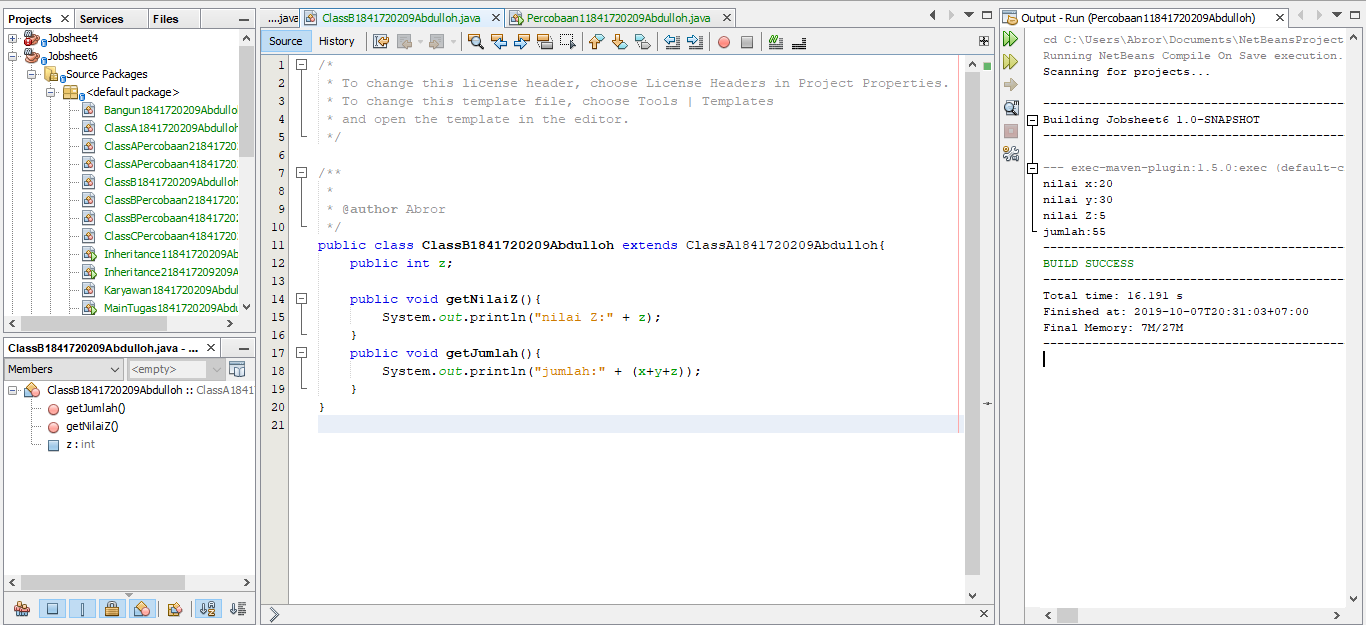 Projects
Services
Files
Jobsheet4
Jobsheet6
Source Packages
<default package>
Bangun1841720209Abdullo
ClassA1841720209Abdulloh
ClassAPercobaan21841720
ClassAPercobaan41841720
ClassB1841720209Abdulloh
ClassBPercobaan21841720
ClassBPercobaan41841720
ClassCPercobaan41841720
Inheritance11841720209Ab
Inheritance218417209209A
Karyawan1841720209Abdul
MainTugas1841720209Abdu
ClassB1841720209Abdulloh.java - ...
Members
<empty>
ClassB1841720209Abdulloh :: ClassA1841
getJumlah()
getNilaiZ()
z : int
....java
ClassB1841720209Abdulloh.java
Percobaan11841720209Abdulloh.java
Source
History
1 /*
2 * To change this license header, choose License Headers in Project Properties.
3 * To change this template file, choose Tools | Templates
4 * and open the template in the editor.
5 */
6
7 /**
8 *
9 * @author Abror
10 */
11 public class ClassB1841720209Abdulloh extends ClassA1841720209Abdulloh{
12 public int z;
13
14 public void getNilaiZ(){
15 System.out.println("nilai Z:" + z);
16 }
17 public void getJumlah(){
18 System.out.println("jumlah:" + (x+y+z));
19 }
20 }
21
Output - Run (Percobaan11841720209Abdulloh)
cd C:\Users\Abror\Documents\NetBeansProject
Running NetBeans Compile On Save execution.
Scanning for projects...
------------------------------------------
Building Jobsheet6 1.0-SNAPSHOT
------------------------------------------
--- exec-maven-plugin:1.5.0:exec (default-c
nilai x:20
nilai y:30
nilai Z:5
jumlah:55
------------------------------------------
BUILD SUCCESS
------------------------------------------
Total time: 16.191 s
Finished at: 2019-10-07T20:31:03+07:00
Final Memory: 7M/27M
------------------------------------------